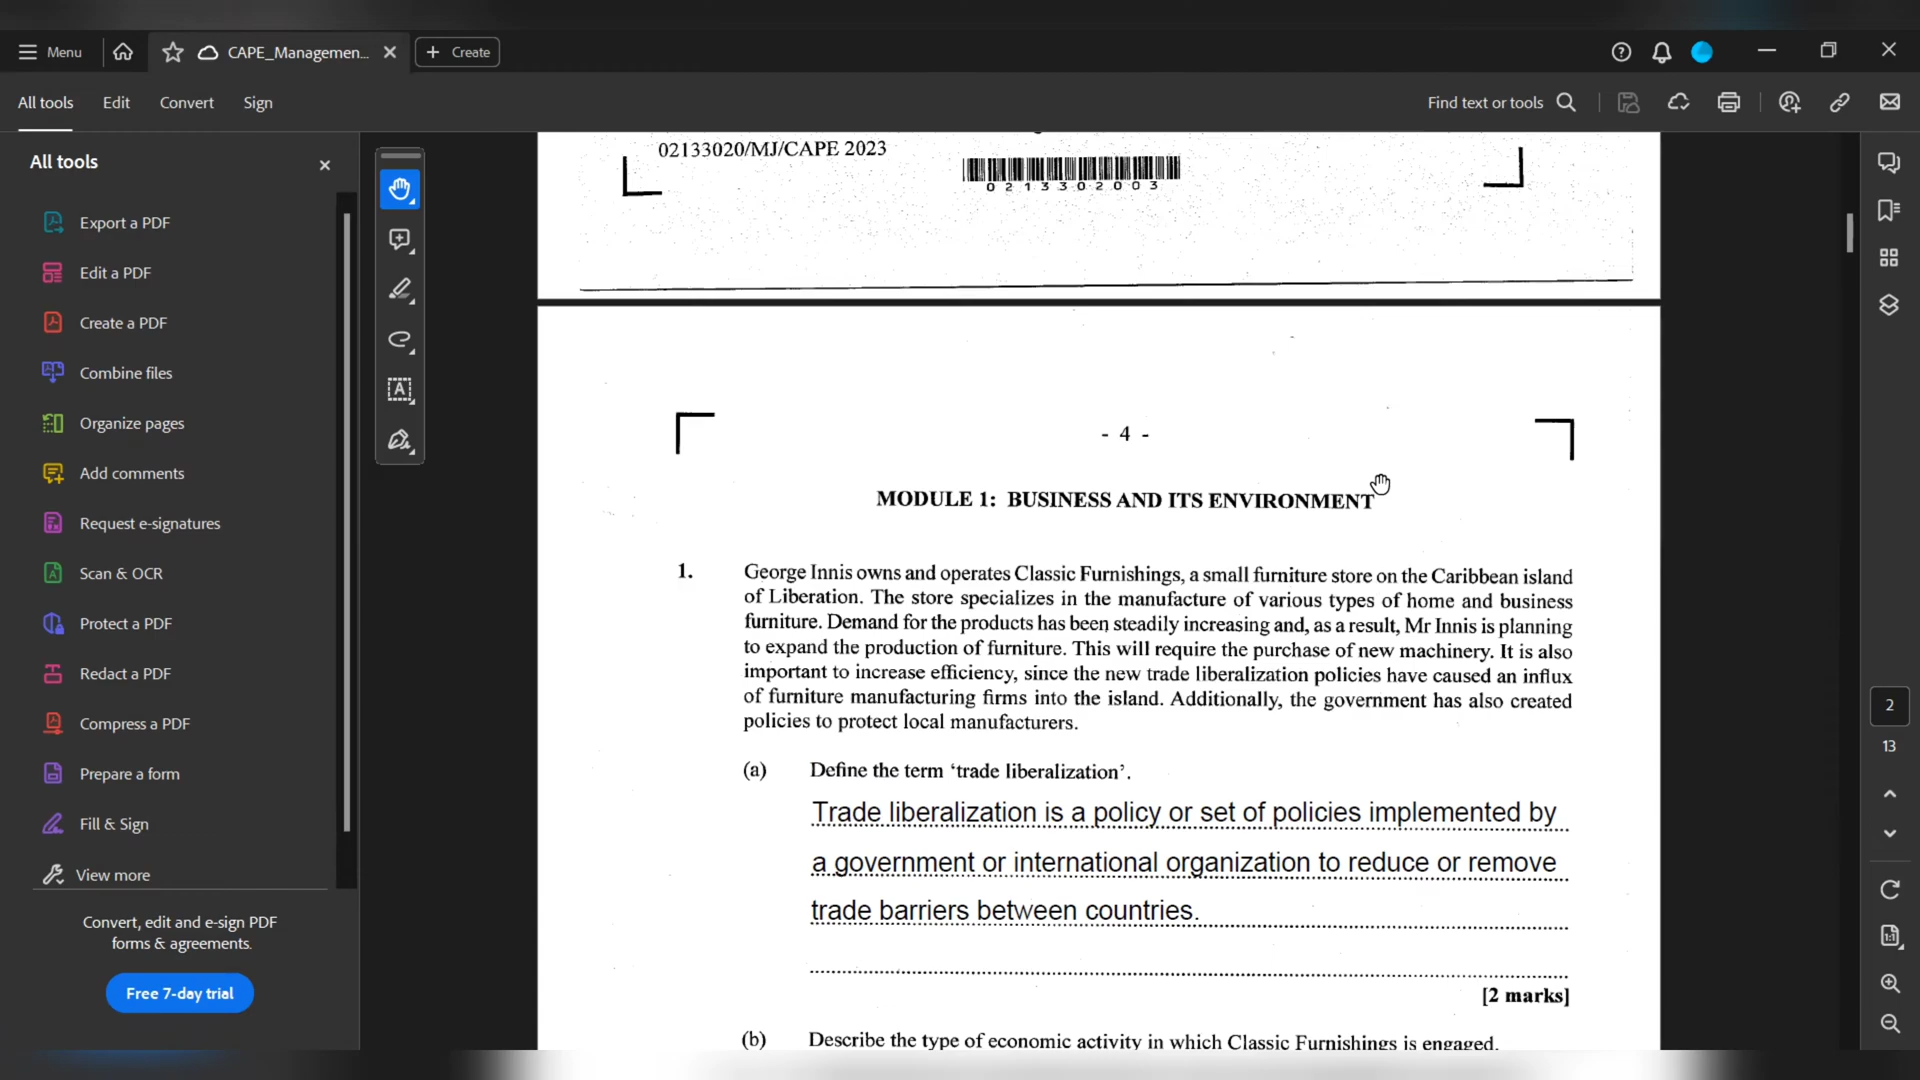 Menu
CAPE_Managemen...
Create
All tools
Edit
Convert
Sign
Find text or tools
All tools
Export a PDF
Edit a PDF
Create a PDF
Combine files
Organize pages
Add comments
Request e-signatures
Scan & OCR
Protect a PDF
Redact a PDF
Compress a PDF
Prepare a form
Fill & Sign
View more
Convert, edit and e-sign PDF
forms & agreements.
Free 7-day trial
02133020/MJ/CAPE 2023
0213302003
- 4 -
MODULE 1: BUSINESS AND ITS ENVIRONMENT
1. George Innis owns and operates Classic Furnishings, a small furniture store on the Caribbean island
of Liberation. The store specializes in the manufacture of various types of home and business
furniture. Demand for the products has been steadily increasing and, as a result, Mr Innis is planning
to expand the production of furniture. This will require the purchase of new machinery. It is also
important to increase efficiency, since the new trade liberalization policies have caused an influx
of furniture manufacturing firms into the island. Additionally, the government has also created
policies to protect local manufacturers.
(a) Define the term ‘trade liberalization’.
Trade liberalization is a policy or set of policies implemented by
a government or international organization to reduce or remove
trade barriers between countries.
[2 marks]
(b) Describe the type of economic activity in which Classic Furnishings is engaged.
2
13